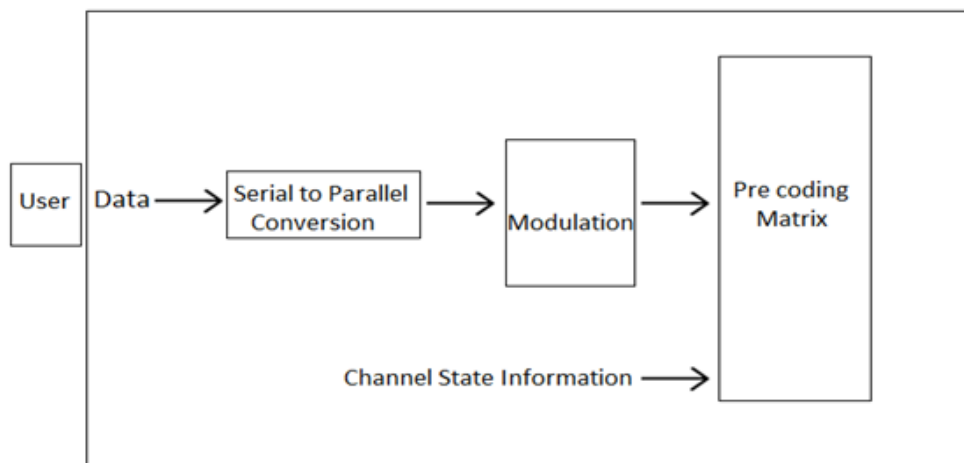 User
Data
Serial to Parallel
Conversion
Modulation
Pre coding
Matrix
Channel State Information